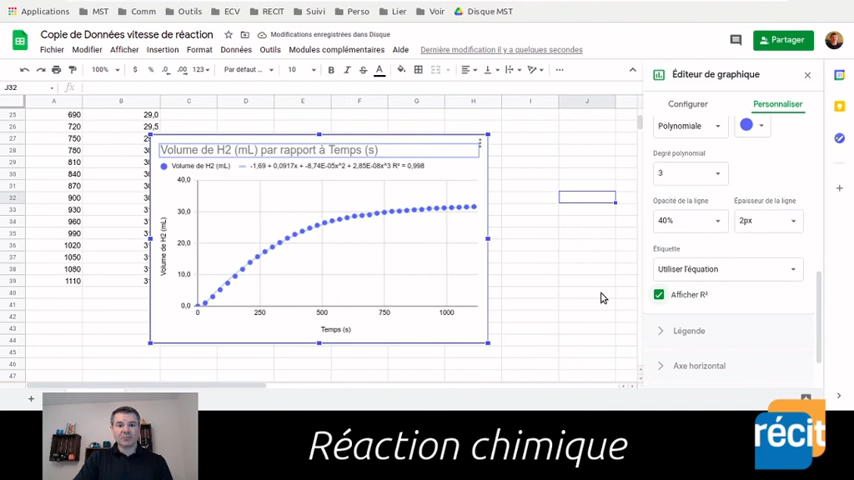 Applications MST Comm Outils ECV RECIT Suivi Perso Lier Voir Disque MST
Copie de Données vitesse de réaction
Modifications enregistrées dans Disque
Partager
Fichier Modifier Afficher Insertion Format Données Outils Modules complémentaires Aide Dernière modification il y a quelques secondes
100% $ % .0 .00 123 Par défaut ... 10 B I S A
J32 fx
A B C D E F G H I J
25 690 29,0
26 720 29,5
27 750
28 780
29 810
30 840
31 870
32 900
33 930
34 960
35 990
36 1020
37 1050
38 1080
39 1110
40
41
42
43
44
45
46
47
Volume de H2 (mL) par rapport à Temps (s)
Volume de H2 (mL) -1,69 + 0,0917x + -8,74E-05x^2 + 2,85E-08x^3 R² = 0,998
Volume de H2 (mL)
40,0
30,0
20,0
10,0
0,0
0 250 500 750 1000
Temps (s)
Éditeur de graphique
Configurer Personnaliser
Polynomiale
Degré polynomial
3
Opacité de la ligne Épaisseur de la ligne
40% 2px
Étiquette
Utiliser l'équation
Afficher R²
Légende
Axe horizontal
Réaction chimique
récit